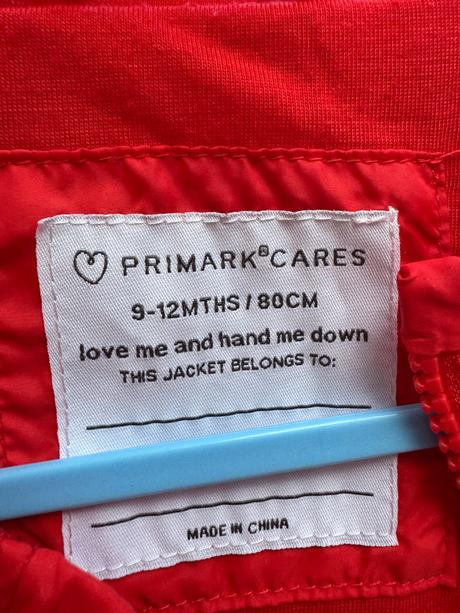 PRIMARK® CARES
9-12MTHS / 80CM
love me and hand me down
THIS JACKET BELONGS TO:
MADE IN CHINA